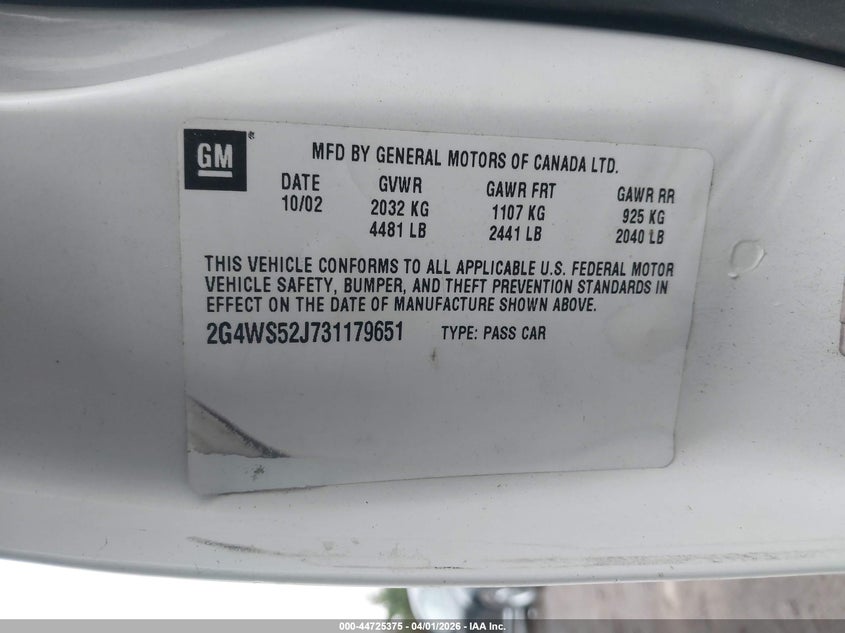 GM
MFD BY GENERAL MOTORS OF CANADA LTD.
DATE GVWR GAWR FRT GAWR RR
10/02 2032 KG 1107 KG 925 KG
4481 LB 2441 LB 2040 LB
THIS VEHICLE CONFORMS TO ALL APPLICABLE U.S. FEDERAL MOTOR
VEHICLE SAFETY, BUMPER, AND THEFT PREVENTION STANDARDS IN
EFFECT ON THE DATE OF MANUFACTURE SHOWN ABOVE.
2G4WS52J731179651 TYPE: PASS CAR
000-44725375 - 04/01/2026 - IAA Inc.